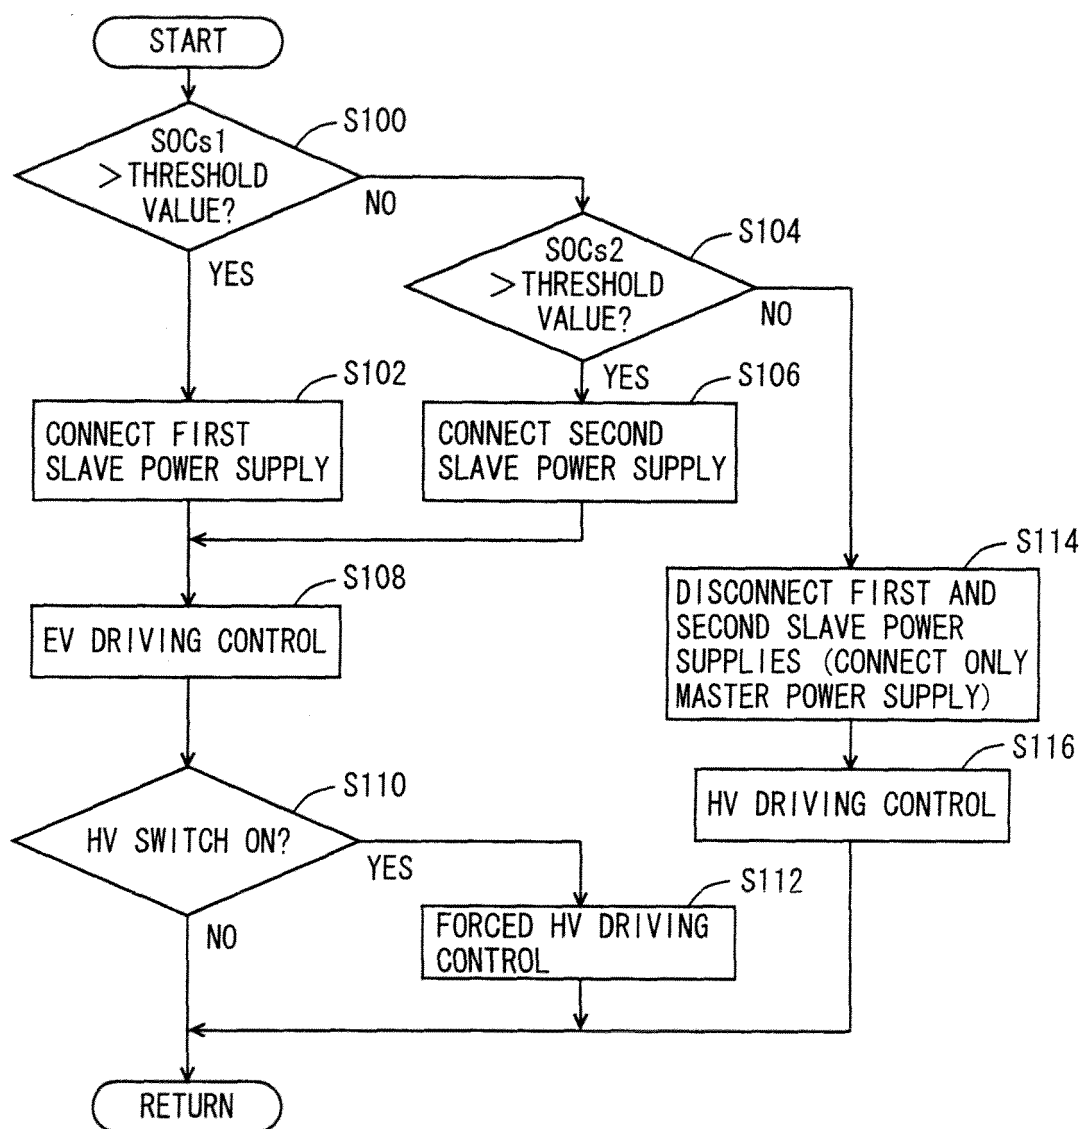 START
S100
SOCs1
> THRESHOLD
VALUE?
NO
YES
S104
SOCs2
> THRESHOLD
VALUE?
NO
YES
S102
CONNECT FIRST
SLAVE POWER SUPPLY
S106
CONNECT SECOND
SLAVE POWER SUPPLY
S108
EV DRIVING CONTROL
S114
DISCONNECT FIRST AND
SECOND SLAVE POWER
SUPPLIES (CONNECT ONLY
MASTER POWER SUPPLY)
S116
HV DRIVING CONTROL
S110
HV SWITCH ON?
YES
NO
S112
FORCED HV DRIVING
CONTROL
RETURN